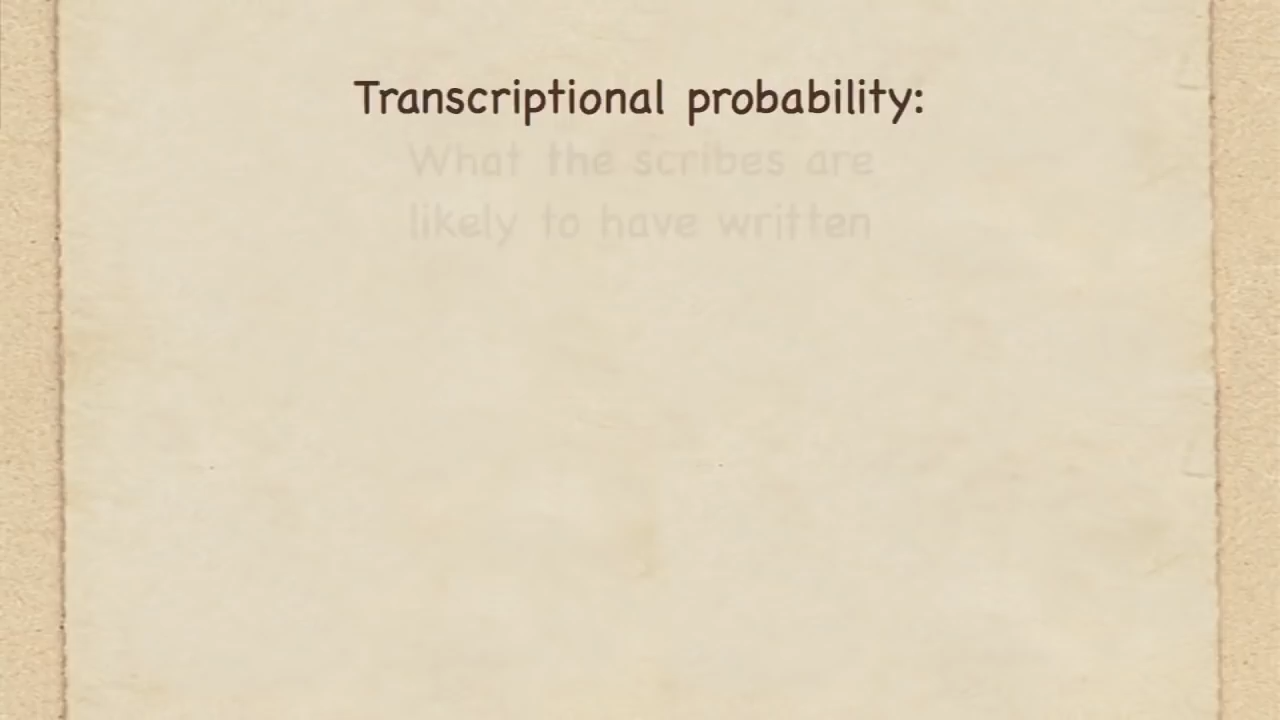 Transcriptional probability:
What the scribes are
likely to have written